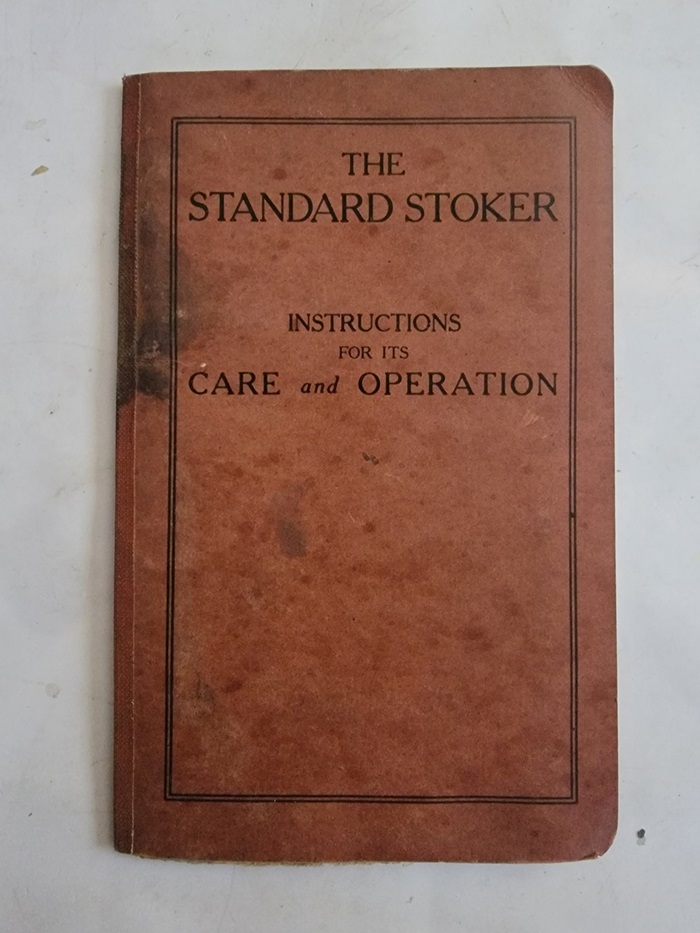 THE
STANDARD STOKER
INSTRUCTIONS
FOR ITS
CARE and OPERATION